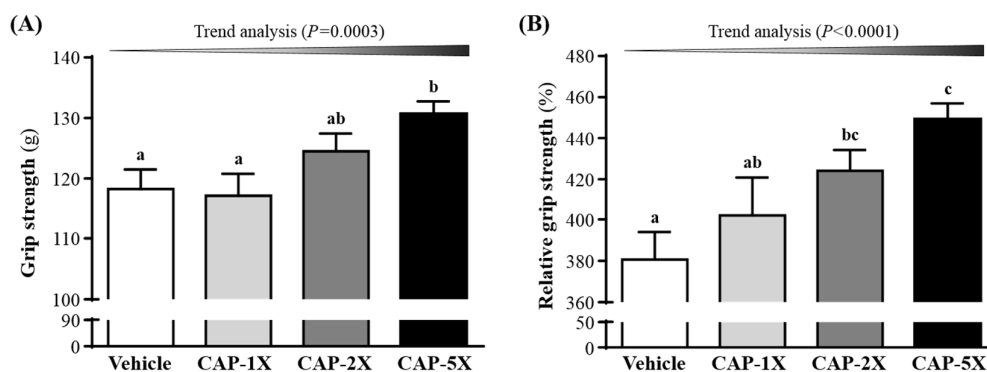 (A)
Trend analysis (P=0.0003)
Grip strength (g)
140
130
120
110
100
90
0
a
a
ab
b
Vehicle
CAP-1X
CAP-2X
CAP-5X
(B)
Trend analysis (P<0.0001)
Relative grip strength (%)
480
460
440
420
400
380
360
50
0
a
ab
bc
c
Vehicle
CAP-1X
CAP-2X
CAP-5X